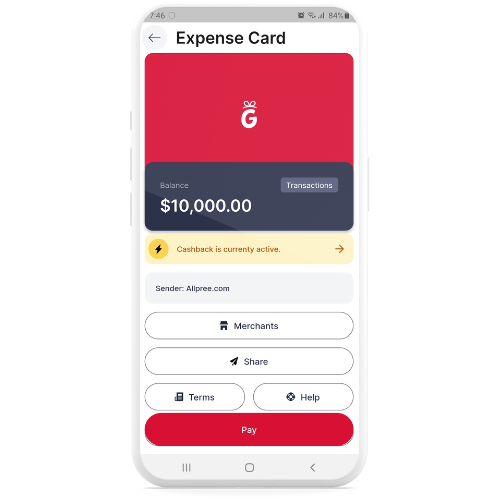 7:46 84%
Expense Card
G
Balance
Transactions
$10,000.00
Cashback is currenty active.
Sender: Allpree.com
Merchants
Share
Terms Help
Pay